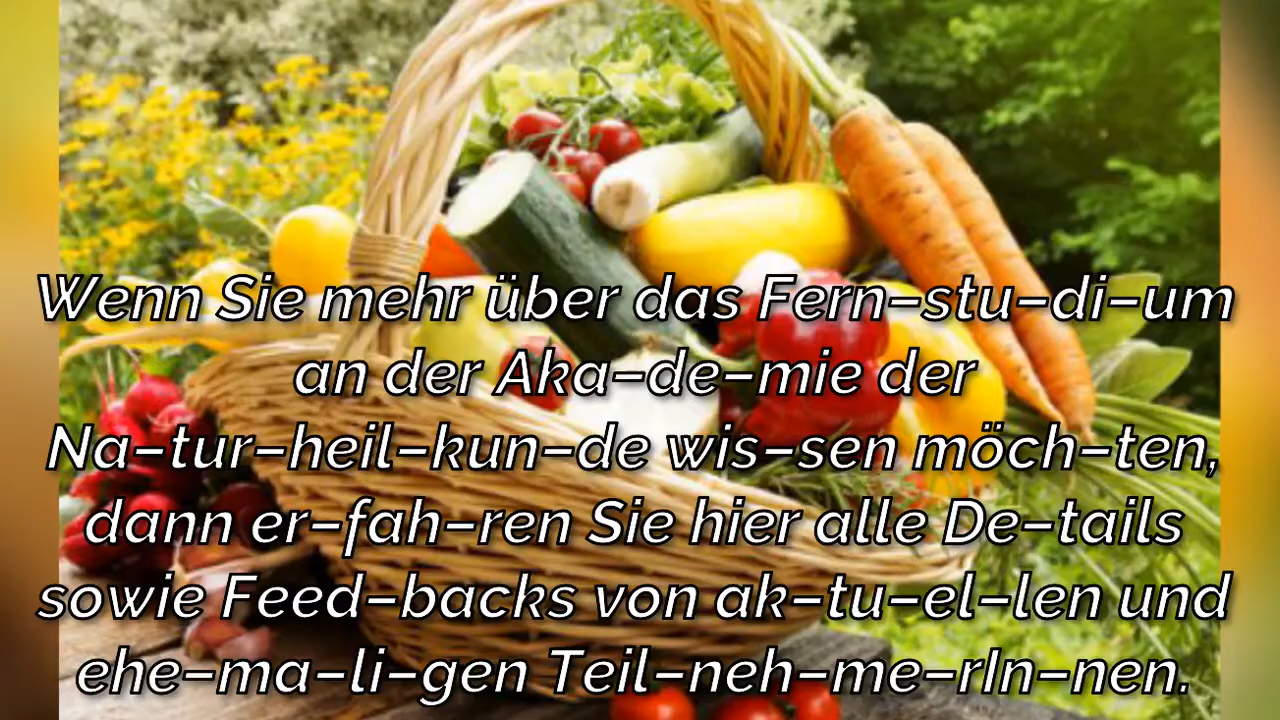 Wenn Sie mehr über das Fern–stu–di–um
an der Aka–de–mie der
Na–tur–heil–kun–de wis–sen möch–ten,
dann er–fah–ren Sie hier alle De–tails
sowie Feed–backs von ak–tu–el–len und
ehe–ma–li–gen Teil–neh–me–rIn–nen.